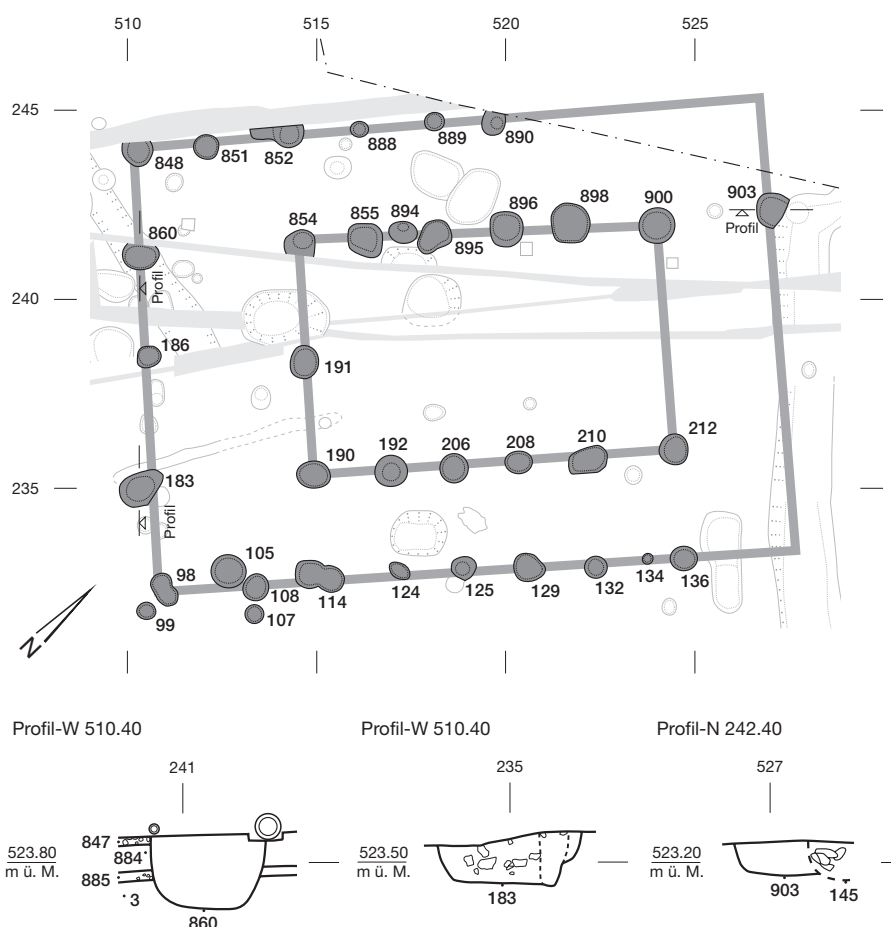 510 515 520 525
245
848 851 852 888 889 890
854 855 894 895 896 898 900 903
Profil
860
Profil
240
186 191
190 192 206 208 210 212
235
183
Profil
98 105 108 114 124 125 129 132 134 136
99 107
N
Profil-W 510.40 Profil-W 510.40 Profil-N 242.40
241 235 527
847
523.80
m ü. M.
884
885
3
860
523.50
m ü. M.
183
523.20
m ü. M.
903 145